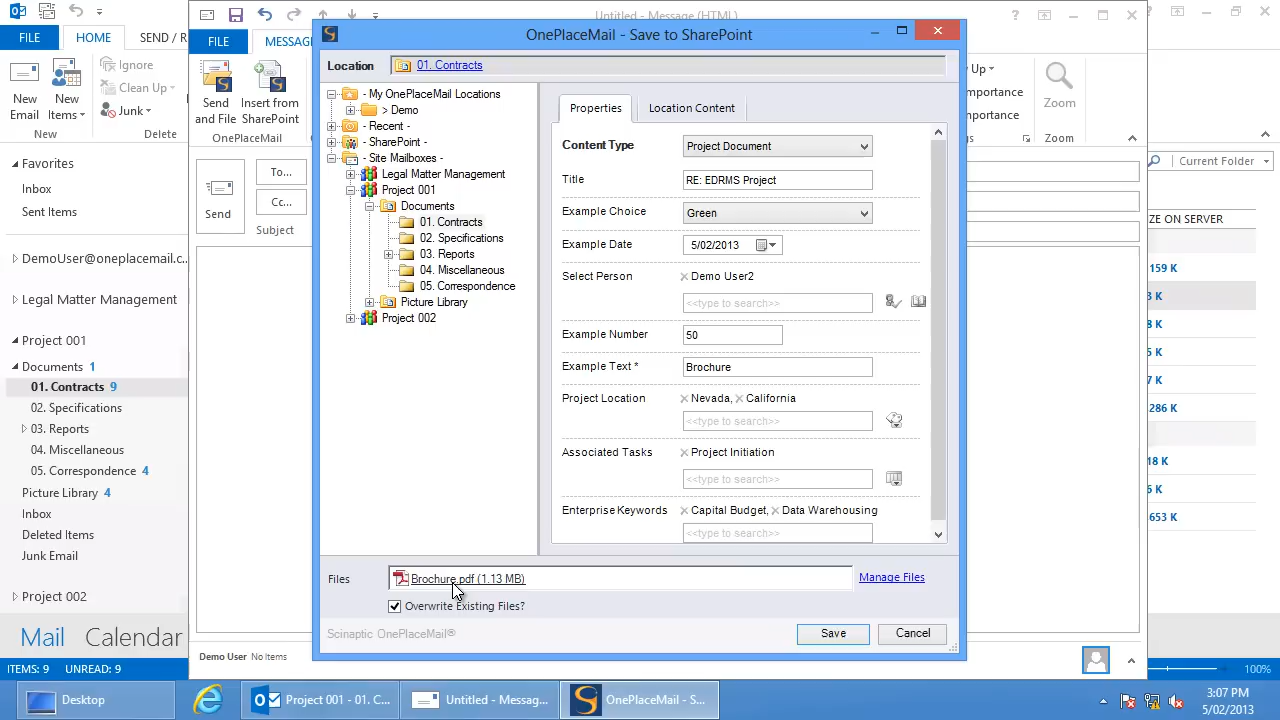 Untitled - Message (HTML)
FILE
HOME
SEND / R
FILE
MESSAG
New
Email
New
Items
Ignore
Clean Up
Junk
New
Delete
Send
and File
Insert from
SharePoint
OnePlaceMail
Up
mportance
mportance
Zoom
Zoom
OnePlaceMail - Save to SharePoint
Location
01. Contracts
- My OnePlaceMail Locations
> Demo
- Recent -
- SharePoint -
- Site Mailboxes -
Legal Matter Management
Project 001
Documents
01. Contracts
02. Specifications
03. Reports
04. Miscellaneous
05. Correspondence
Picture Library
Project 002
Properties
Location Content
Content Type
Project Document
Title
RE: EDRMS Project
Example Choice
Green
Example Date
5/02/2013
Select Person
Demo User2
<<type to search>>
Example Number
50
Example Text *
Brochure
Project Location
Nevada, California
<<type to search>>
Associated Tasks
Project Initiation
<<type to search>>
Enterprise Keywords
Capital Budget, Data Warehousing
<<type to search>>
Files
Brochure.pdf (1.13 MB)
Manage Files
Overwrite Existing Files?
Scinaptic OnePlaceMail®
Save
Cancel
Favorites
Inbox
Sent Items
DemoUser@oneplacemail.c...
Legal Matter Management
Project 001
Documents 1
01. Contracts 9
02. Specifications
03. Reports
04. Miscellaneous
05. Correspondence 4
Picture Library 4
Inbox
Deleted Items
Junk Email
Project 002
Mail
Calendar
ITEMS: 9
UNREAD: 9
Send
To...
Cc...
Subject
Demo User
No Items
Current Folder
ZE ON SERVER
159 K
3 K
8 K
6 K
7 K
286 K
18 K
6 K
653 K
100%
Desktop
Project 001 - 01. C...
Untitled - Messag...
OnePlaceMail - S...
3:07 PM
5/02/2013